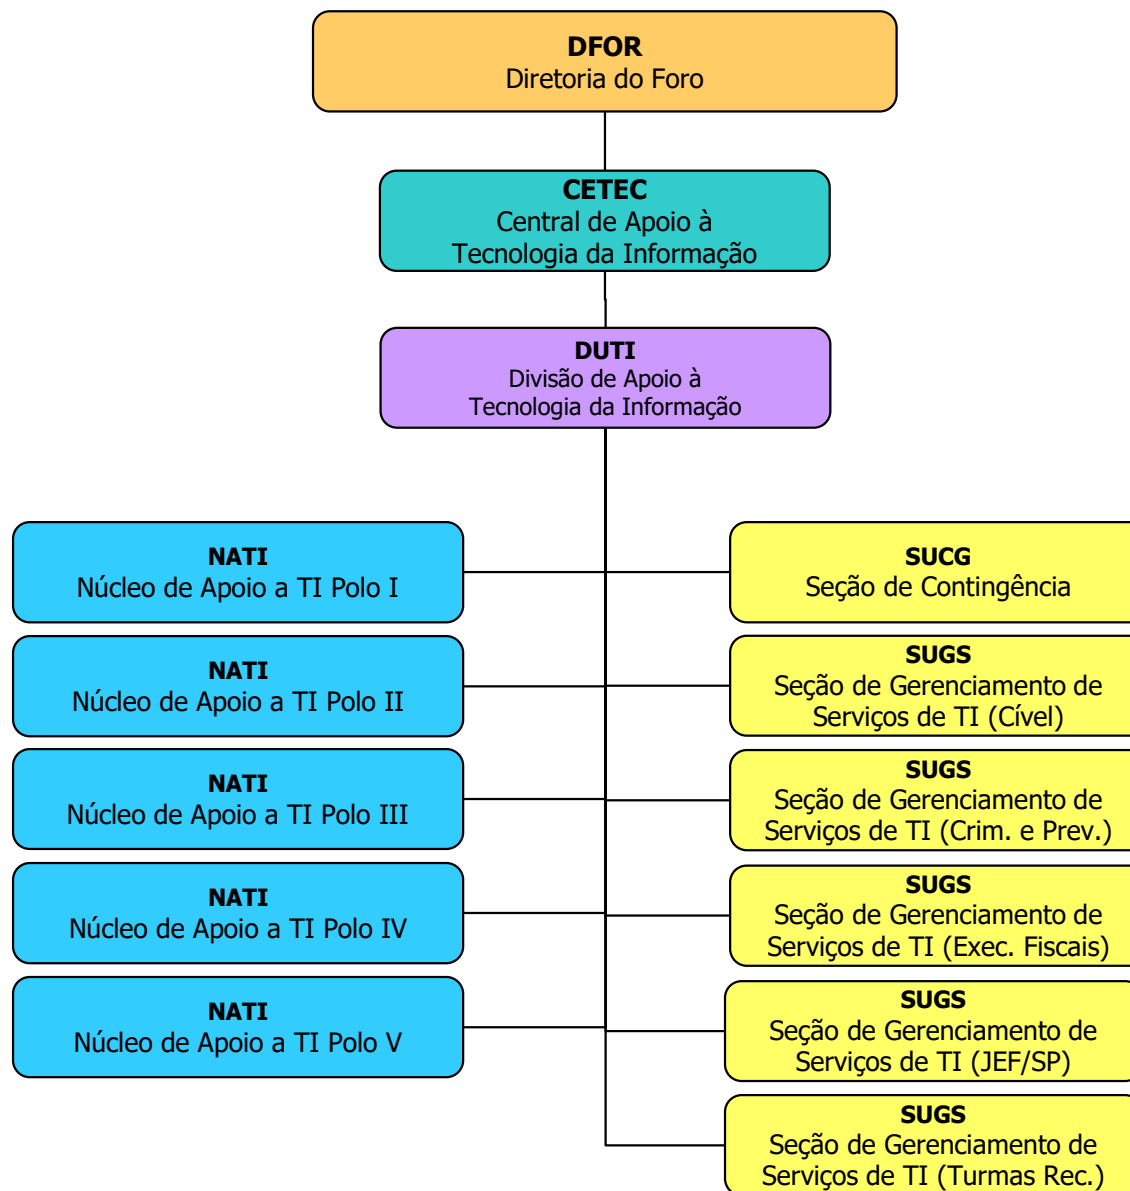 DFOR
Diretoria do Foro
CETEC
Central de Apoio à
Tecnologia da Informação
DUTI
Divisão de Apoio à
Tecnologia da Informação
NATI
Núcleo de Apoio a TI Polo I
NATI
Núcleo de Apoio a TI Polo II
NATI
Núcleo de Apoio a TI Polo III
NATI
Núcleo de Apoio a TI Polo IV
NATI
Núcleo de Apoio a TI Polo V
SUCG
Seção de Contingência
SUGS
Seção de Gerenciamento de
Serviços de TI (Cível)
SUGS
Seção de Gerenciamento de
Serviços de TI (Crim. e Prev.)
SUGS
Seção de Gerenciamento de
Serviços de TI (Exec. Fiscais)
SUGS
Seção de Gerenciamento de
Serviços de TI (JEF/SP)
SUGS
Seção de Gerenciamento de
Serviços de TI (Turmas Rec.)